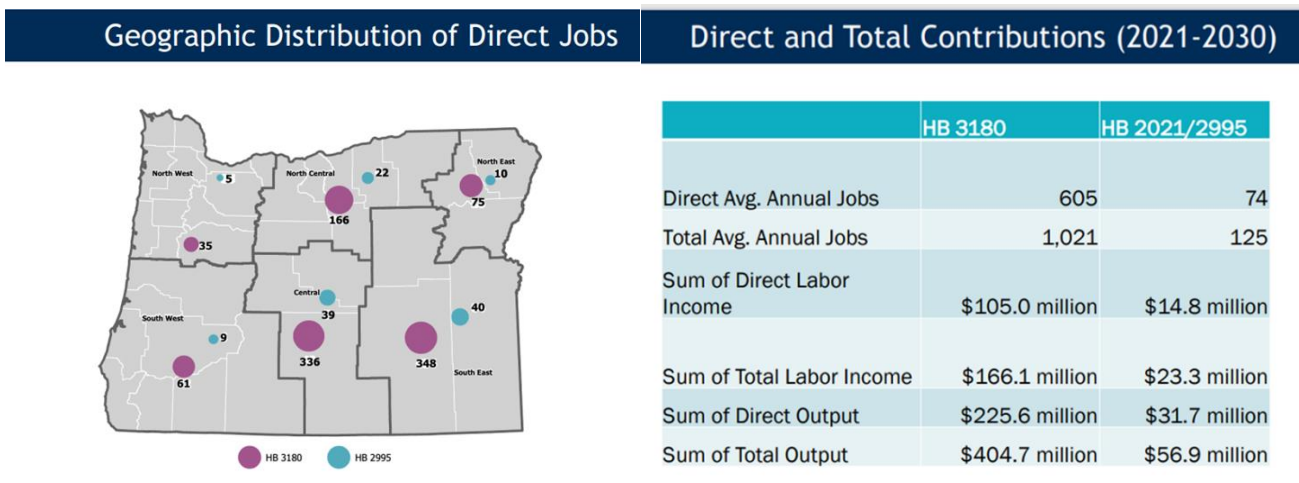 Geographic Distribution of Direct Jobs
North West
5
35
North Central
22
166
North East
10
75
South West
9
61
Central
39
336
40
348
South East
HB 3180
HB 2995
Direct and Total Contributions (2021-2030)
HB 3180 HB 2021/2995
Direct Avg. Annual Jobs 605 74
Total Avg. Annual Jobs 1,021 125
Sum of Direct Labor
Income $105.0 million $14.8 million
Sum of Total Labor Income $166.1 million $23.3 million
Sum of Direct Output $225.6 million $31.7 million
Sum of Total Output $404.7 million $56.9 million